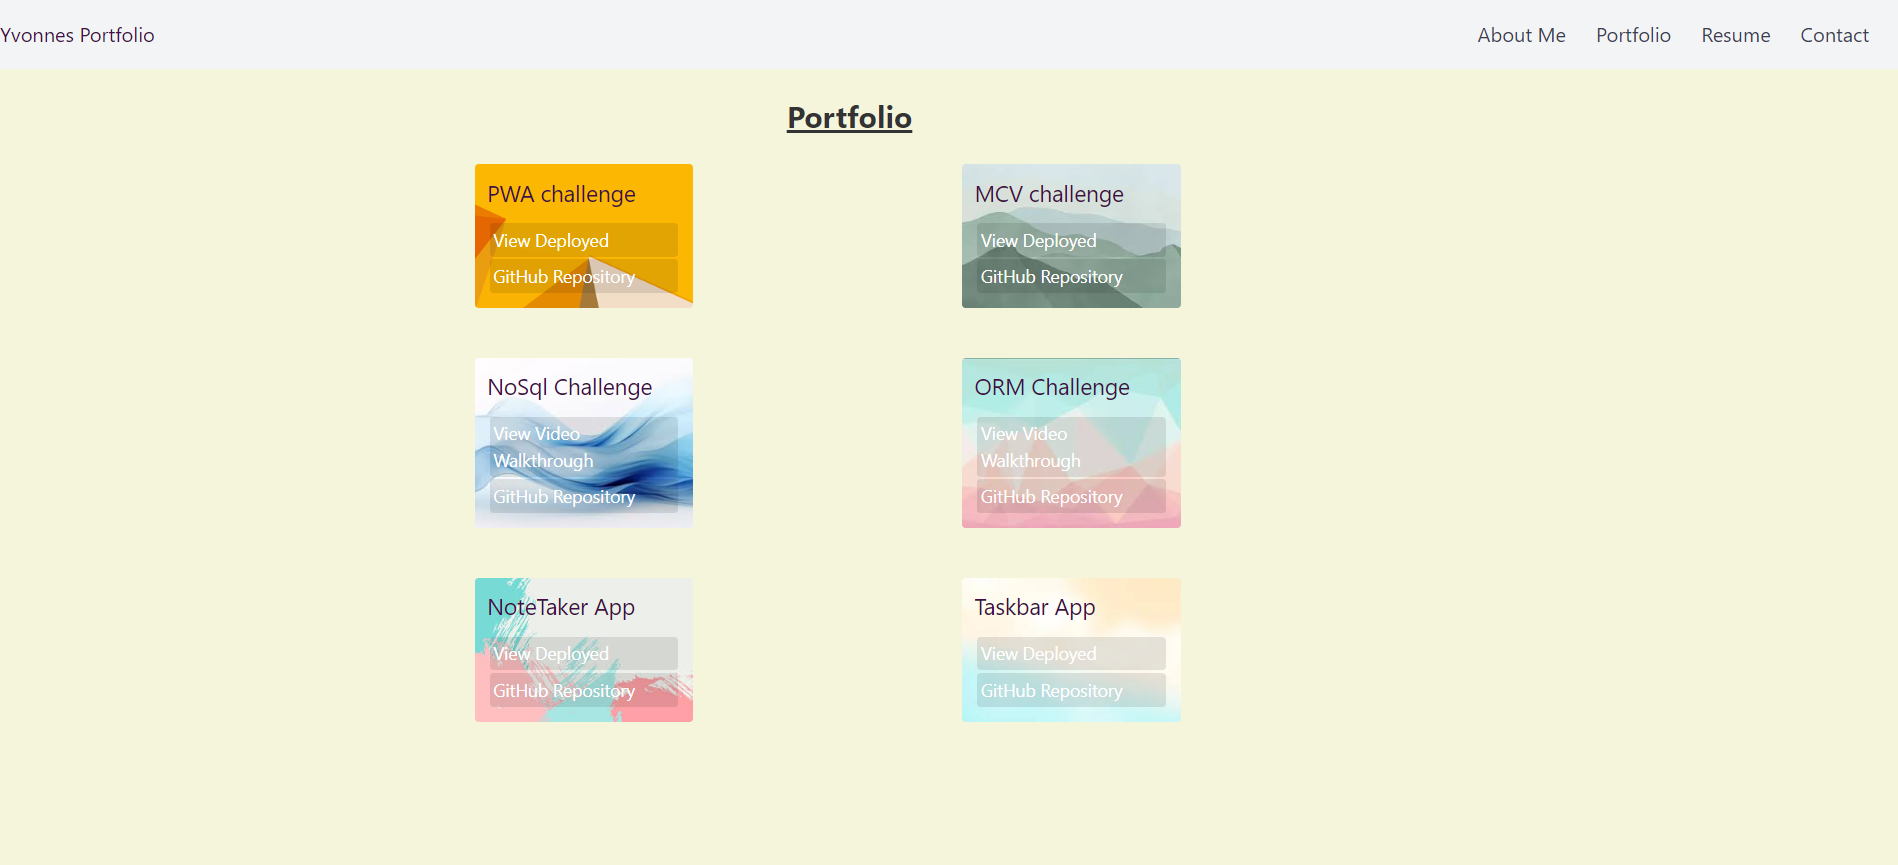 Yvonnes Portfolio
About Me
Portfolio
Resume
Contact
Portfolio
PWA challenge
View Deployed
GitHub Repository
MCV challenge
View Deployed
GitHub Repository
NoSql Challenge
View Video
Walkthrough
GitHub Repository
ORM Challenge
View Video
Walkthrough
GitHub Repository
NoteTaker App
View Deployed
GitHub Repository
Taskbar App
View Deployed
GitHub Repository